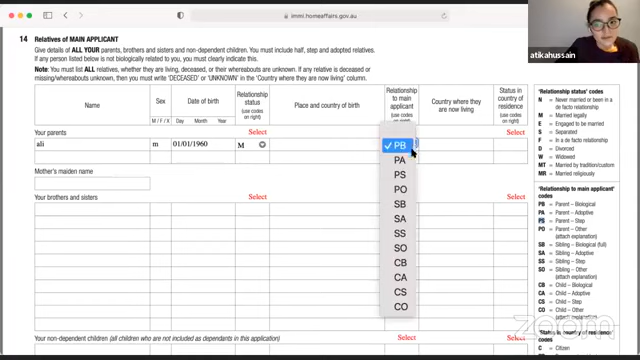 immi.homeaffairs.gov.au
atikahussain
14 Relatives of MAIN APPLICANT
Give details of ALL YOUR parents, brothers and sisters and non-dependent children. You must include half, step and adopted relatives.
If any person listed below is not biologically related to you, you must clearly indicate this.
Note: You must list ALL relatives, whether they are living, deceased, or their whereabouts are unknown. If any relative is deceased or
missing/whereabouts unknown, then you must write 'DECEASED' or 'UNKNOWN' in the 'Country where they are now living' column.
Name
Sex
M / F / X
Date of birth
Day Month Year
Relationship
status
(use codes
on right)
Place and country of birth
Relationship
to main
applicant
(use codes
on right)
Country where they
are now living
Status in
country of
residence
(use codes
on right)
Your parents
Select
Select
ali
m
01/01/1960
M
PB
PA
PS
PO
SB
SA
SS
SO
CB
CA
CS
CO
Mother's maiden name
Your brothers and sisters
Select
Select
Your non-dependent children (all children who are not included as dependants in this application)
Select
Select
'Relationship status' codes
N = Never married or been in a de facto relationship
M = Married legally
E = Engaged to be married
S = Separated
F = In a de facto relationship
D = Divorced
W = Widowed
MT = Married by tradition/custom
MR = Married religiously
'Relationship to main applicant' codes
PB = Parent – Biological
PA = Parent – Adoptive
PS = Parent – Step
PO = Parent – Other
(attach explanation)
SB = Sibling – Biological (full)
SA = Sibling – Adoptive
SS = Sibling – Step
SO = Sibling – Other
(attach explanation)
CB = Child – Biological
CA = Child – Adoptive
CS = Child – Step
CO = Child – Other
C = Citizen
zoom